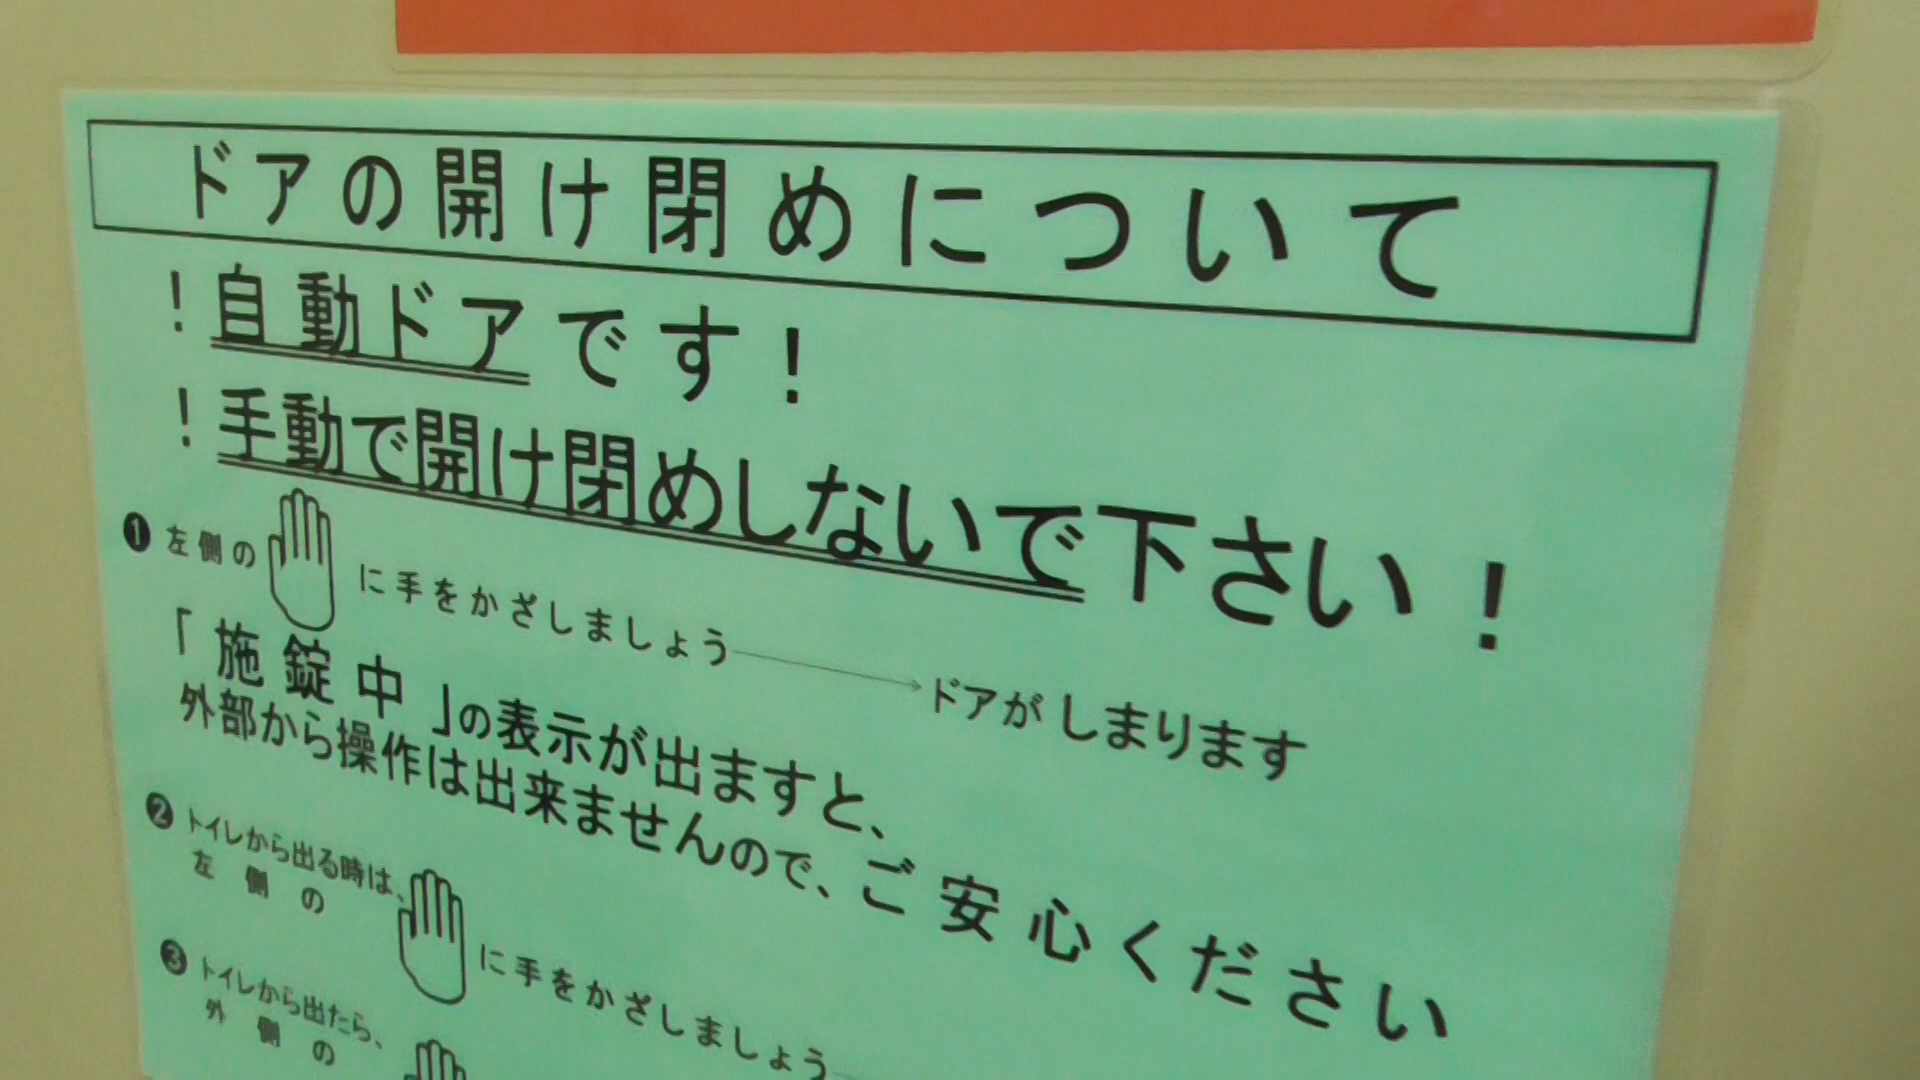 ドアの開け閉めについて
!自動ドアです!
!手動で開け閉めしないで下さい!
❶左側の に手をかざしましょう→ドアがしまります
「施錠中」の表示が出ますと、
外部から操作は出来ませんので、ご安心ください
❷トイレから出る時は、
左側の に手をかざしましょう
❸トイレから出たら、
外側の